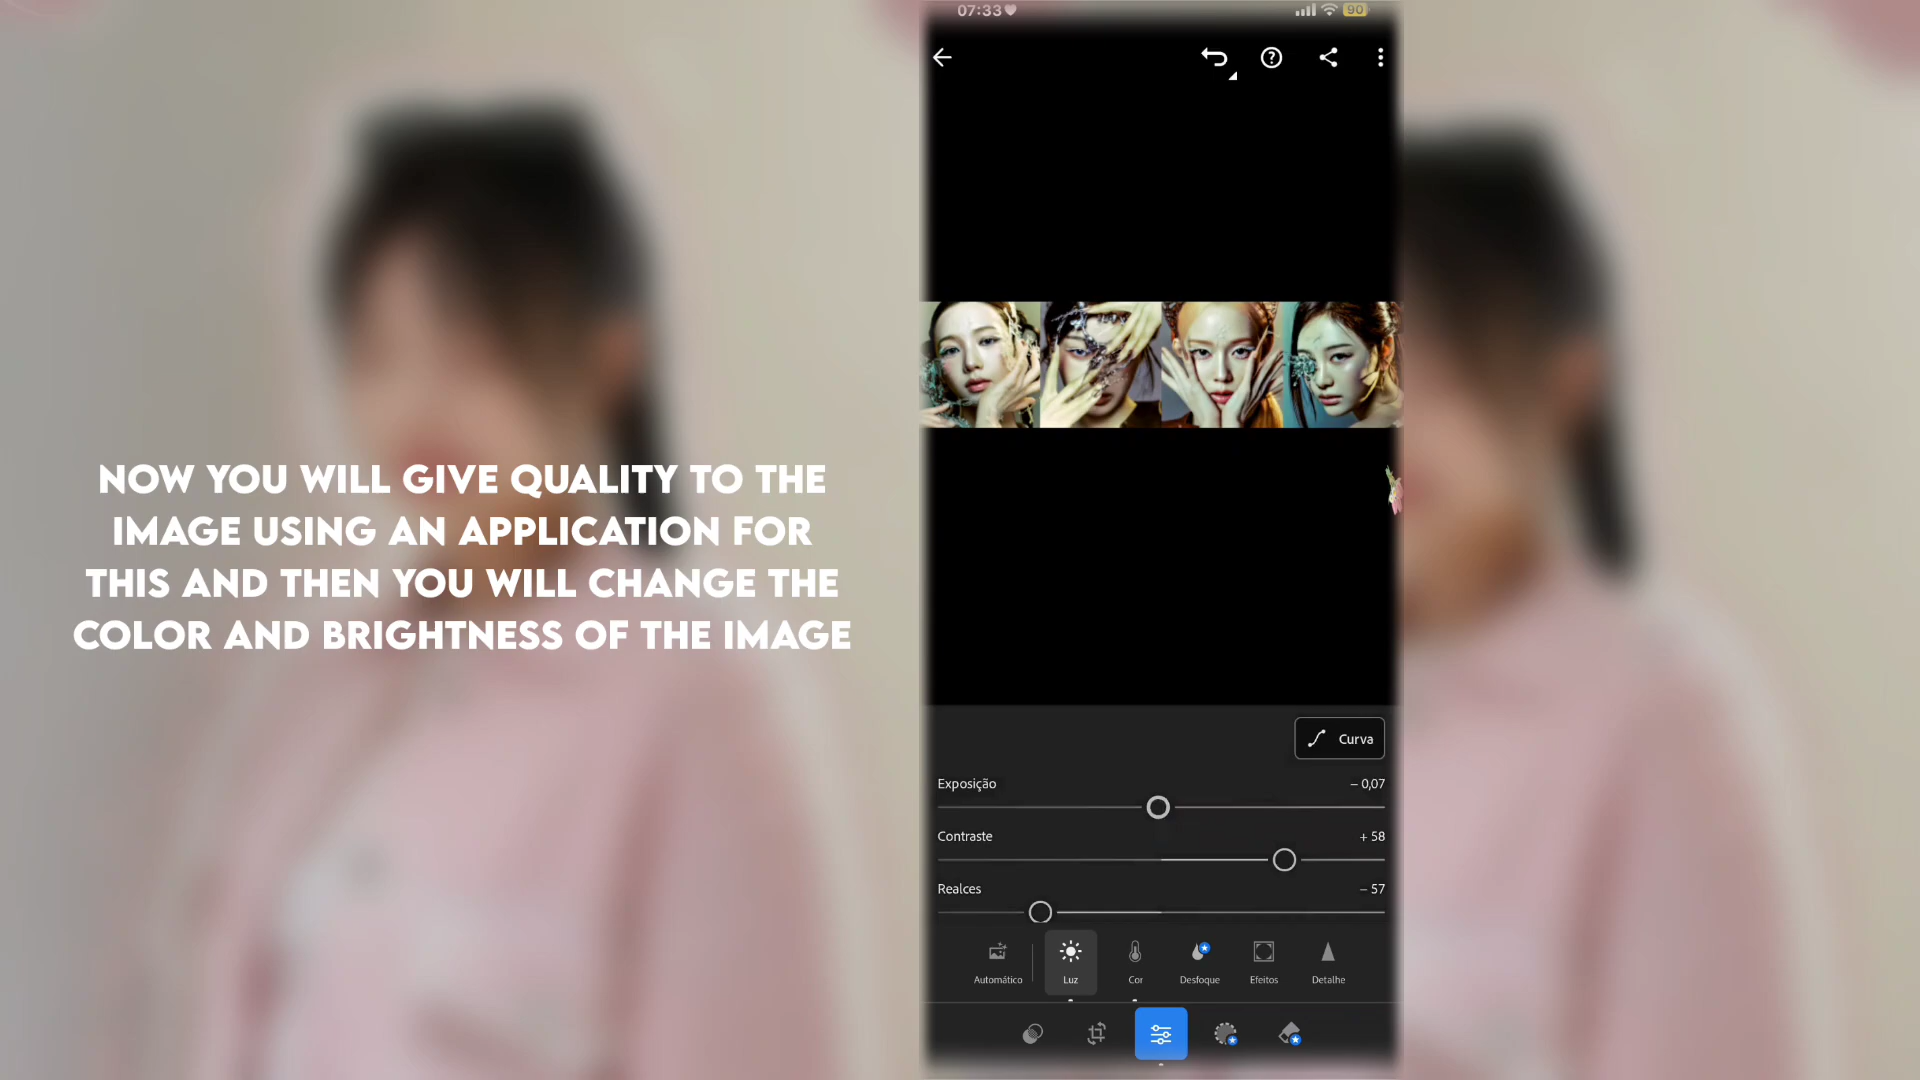 NOW YOU WILL GIVE QUALITY TO THE
IMAGE USING AN APPLICATION FOR
THIS AND THEN YOU WILL CHANGE THE
COLOR AND BRIGHTNESS OF THE IMAGE
07:33
90
Curva
Exposição – 0,07
Contraste + 58
Realces – 57
Automático Luz Cor Desfoque Efeitos Detalhe